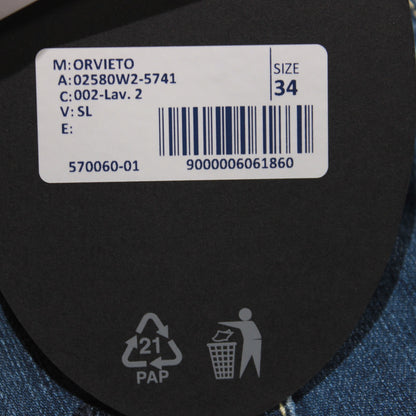 M: ORVIETO
A: 02580W2-5741
C: 002-Lav. 2
V: SL
E:
SIZE
34
570060-01
9000006061860
21
PAP